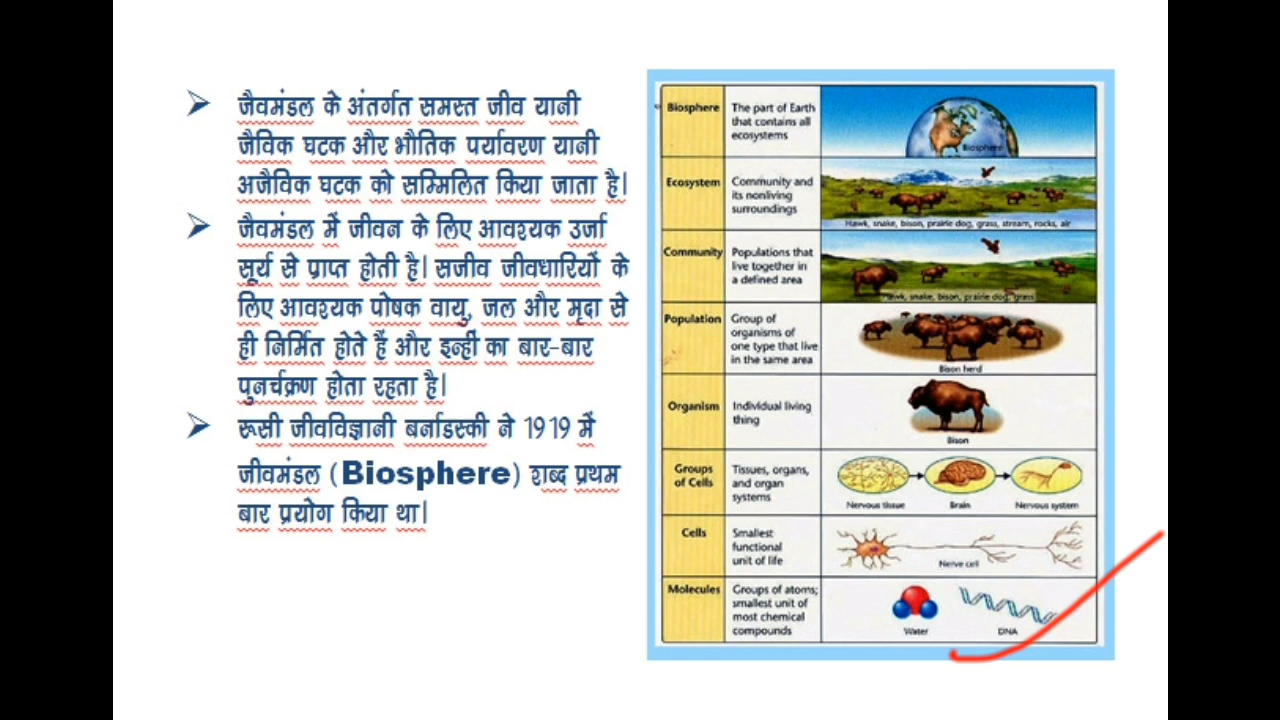 जैवमंडल के अंतर्गत समस्त जीव यानी
जैविक घटक और भौतिक पर्यावरण यानी
अजैविक घटक को सम्मिलित किया जाता है।
जैवमंडल में जीवन के लिए आवश्यक उर्जा
सूर्य से प्राप्त होती है। सजीव जीवधारियों के
लिए आवश्यक पोषक वायु, जल और मृदा से
ही निर्मित होते हैं और इन्हीं का बार-बार
पुनर्चक्रण होता रहता है।
रूसी जीवविज्ञानी बर्नाडस्की ने 1919 में
जीवमंडल (Biosphere) शब्द प्रथम
बार प्रयोग किया था।
Biosphere
The part of Earth
that contains all
ecosystems
Biosphere
Ecosystem
Community and
its nonliving
surroundings
Hawk, snake, bison, prairie dog, grass, stream, rocks, air
Community
Populations that
live together in
a defined area
Hawk, snake, bison, prairie dog, grass
Population
Group of
organisms of
one type that live
in the same area
Bison herd
Organism
Individual living
thing
Bison
Groups
of Cells
Tissues, organs,
and organ
systems
Nervous tissue
Brain
Nervous system
Cells
Smallest
functional
unit of life
Nerve cell
Molecules
Groups of atoms;
smallest unit of
most chemical
compounds
Water
DNA